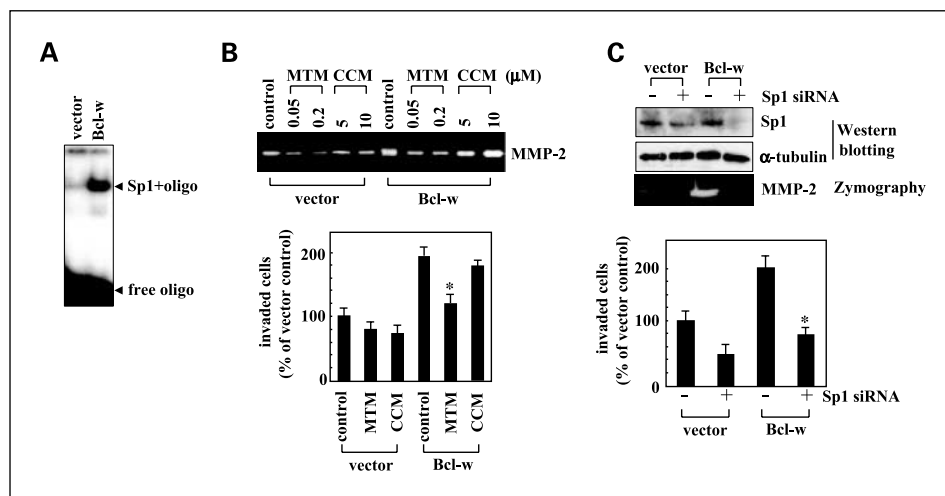 A
vector
Bcl-w
Sp1+oligo
free oligo
B
MTM CCM (µM)
control 0.05 0.2 5 10 control 0.05 0.2 5 10
MTM CCM
MMP-2
vector Bcl-w
invaded cells
(% of vector control)
200
100
0
control MTM CCM control MTM CCM
*
vector Bcl-w
C
vector Bcl-w
- + - + Sp1 siRNA
Sp1
α-tubulin
Western
blotting
MMP-2 Zymography
invaded cells
(% of vector control)
200
100
0
*
- + - + Sp1 siRNA
vector Bcl-w